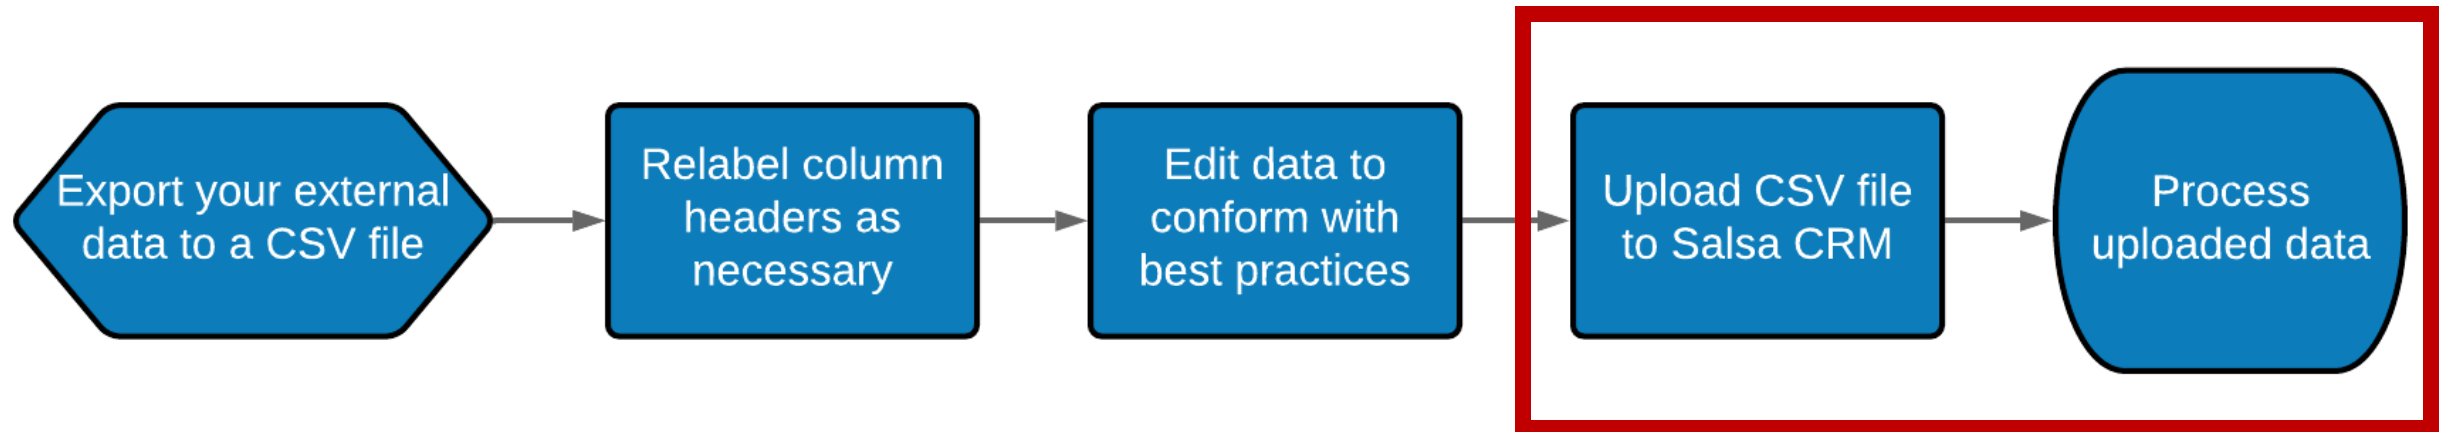 Export your external
data to a CSV file
Relabel column
headers as
necessary
Edit data to
conform with
best practices
Upload CSV file
to Salsa CRM
Process
uploaded data